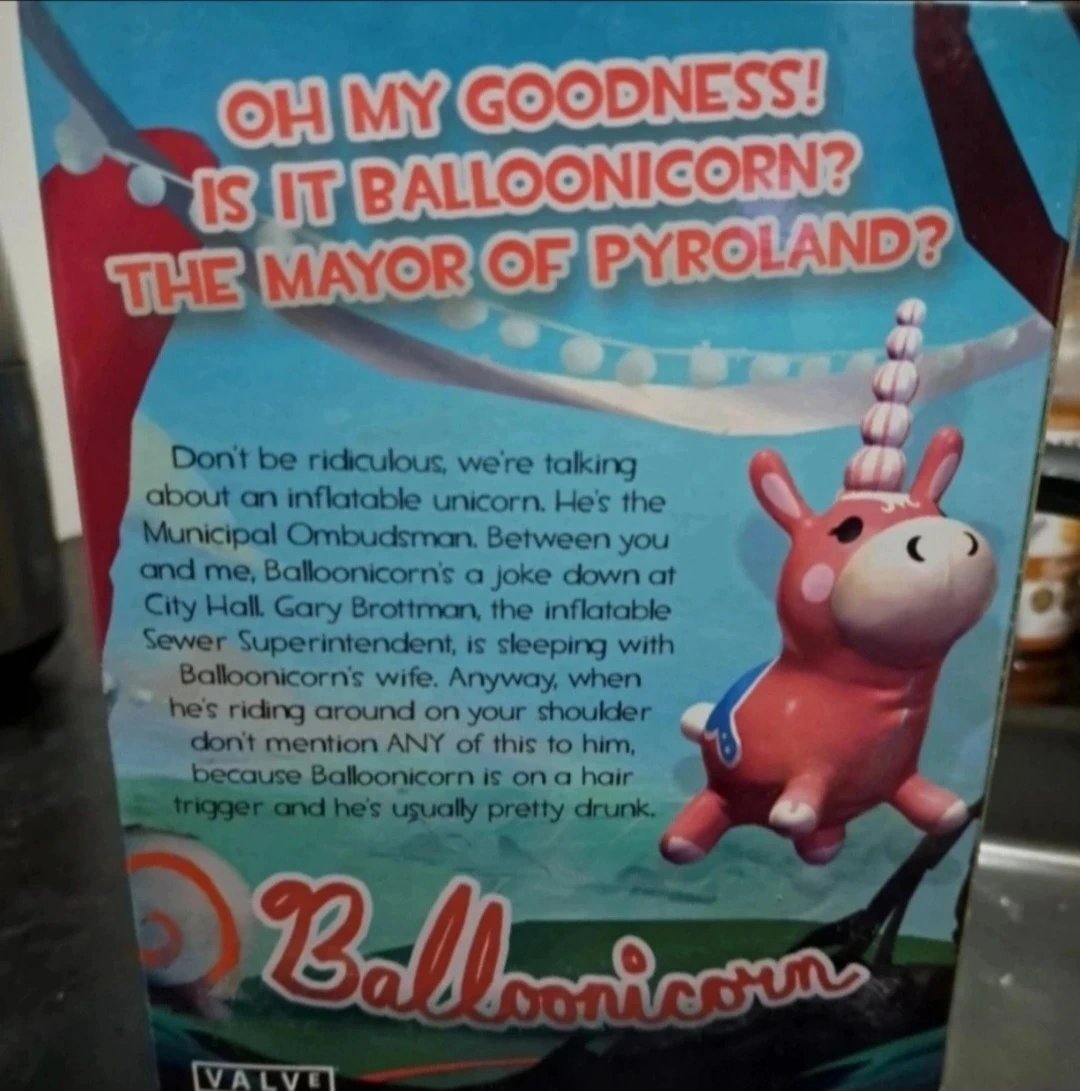 OH MY GOODNESS!
IS IT BALLOONICORN?
THE MAYOR OF PYROLAND?
Don't be ridiculous, we're talking
about an inflatable unicorn. He's the
Municipal Ombudsman. Between you
and me, Balloonicorn's a joke down at
City Hall. Gary Brottman, the inflatable
Sewer Superintendent, is sleeping with
Balloonicorn's wife. Anyway, when
he's riding around on your shoulder
don't mention ANY of this to him,
because Balloonicorn is on a hair
trigger and he's usually pretty drunk.
Balloonicorn
VALVE